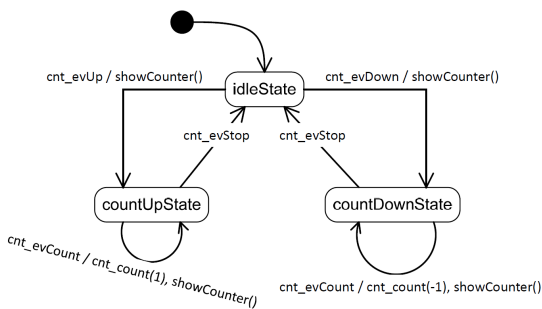 cnt_evUp / showCounter()
cnt_evDown / showCounter()
idleState
cnt_evStop
cnt_evStop
countUpState
countDownState
cnt_evCount / cnt_count(1), showCounter()
cnt_evCount / cnt_count(-1), showCounter()